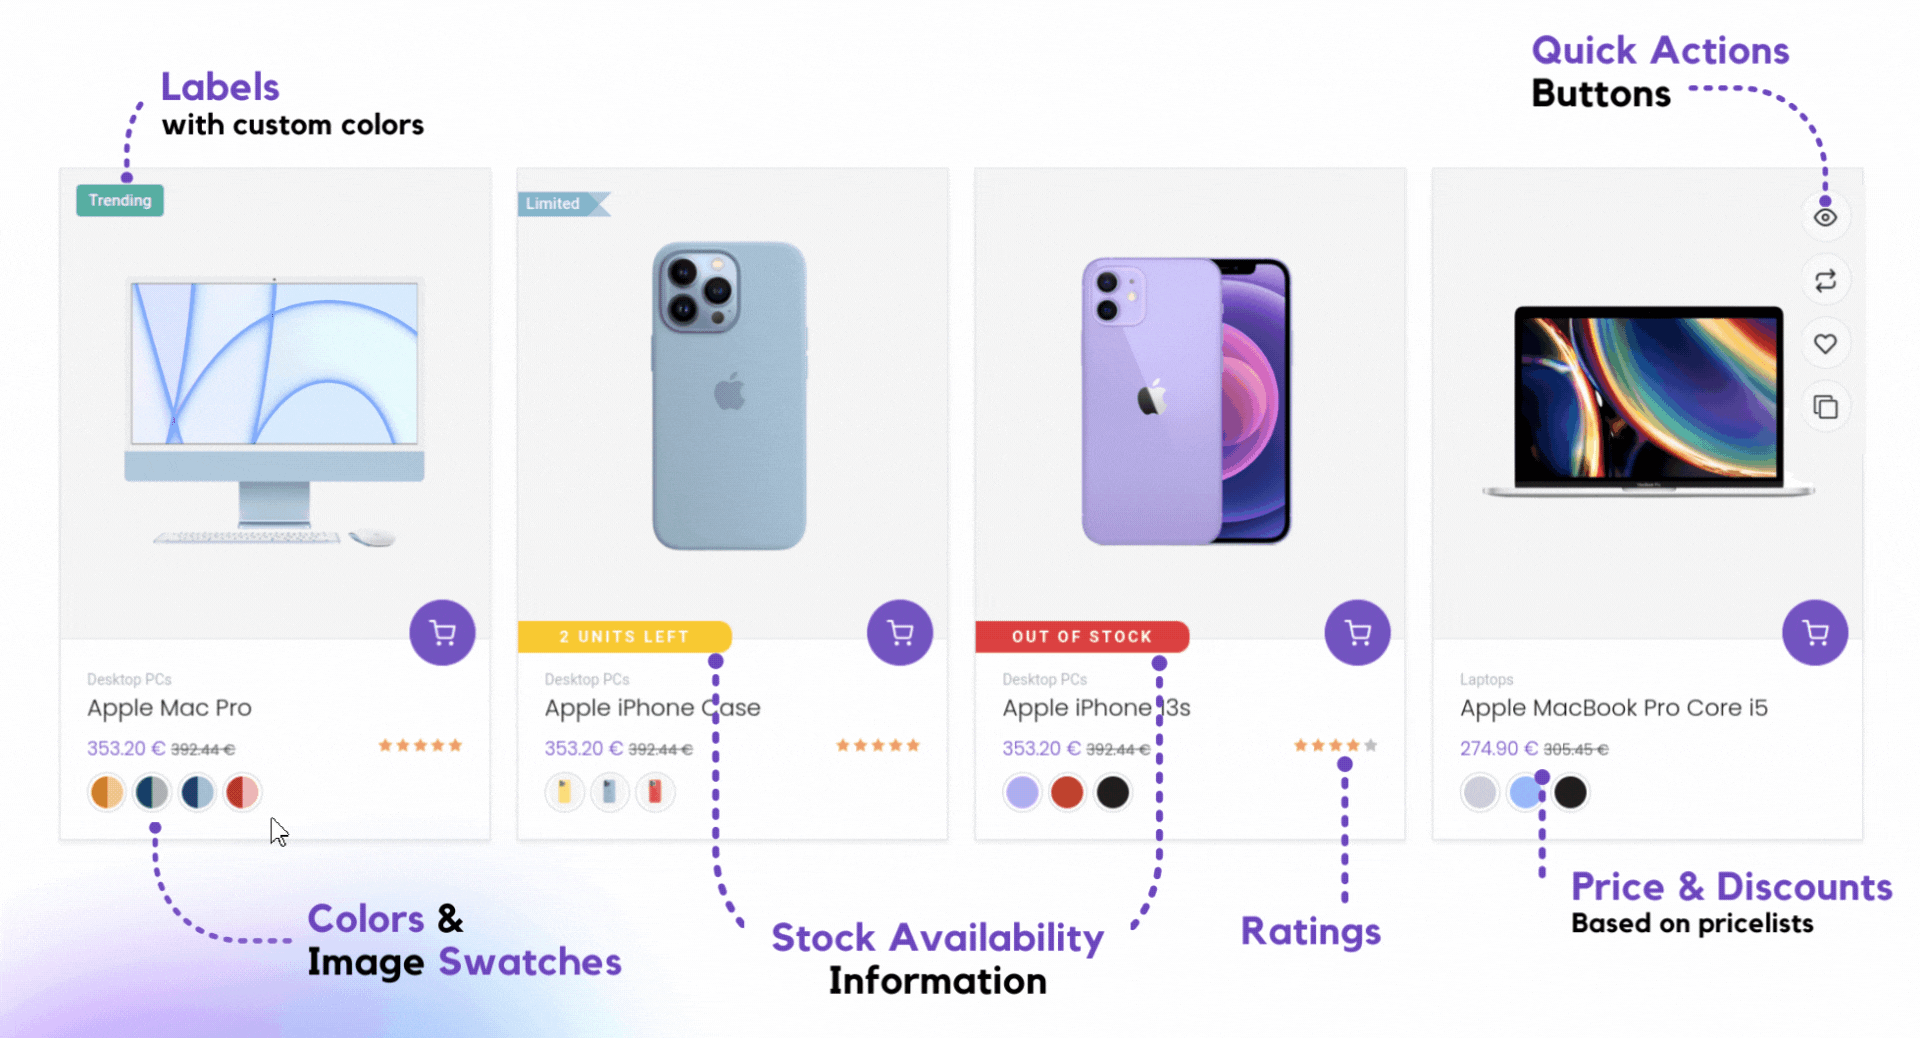 Labels
with custom colors
Quick Actions
Buttons
Trending
Limited
2 UNITS LEFT
OUT OF STOCK
Desktop PCs
Apple Mac Pro
353.20 € 392.44 €
Desktop PCs
Apple iPhone Case
353.20 € 392.44 €
Desktop PCs
Apple iPhone 13s
353.20 € 392.44 €
Laptops
Apple MacBook Pro Core i5
274.90 € 305.45 €
Colors &
Image Swatches
Stock Availability
Information
Ratings
Price & Discounts
Based on pricelists